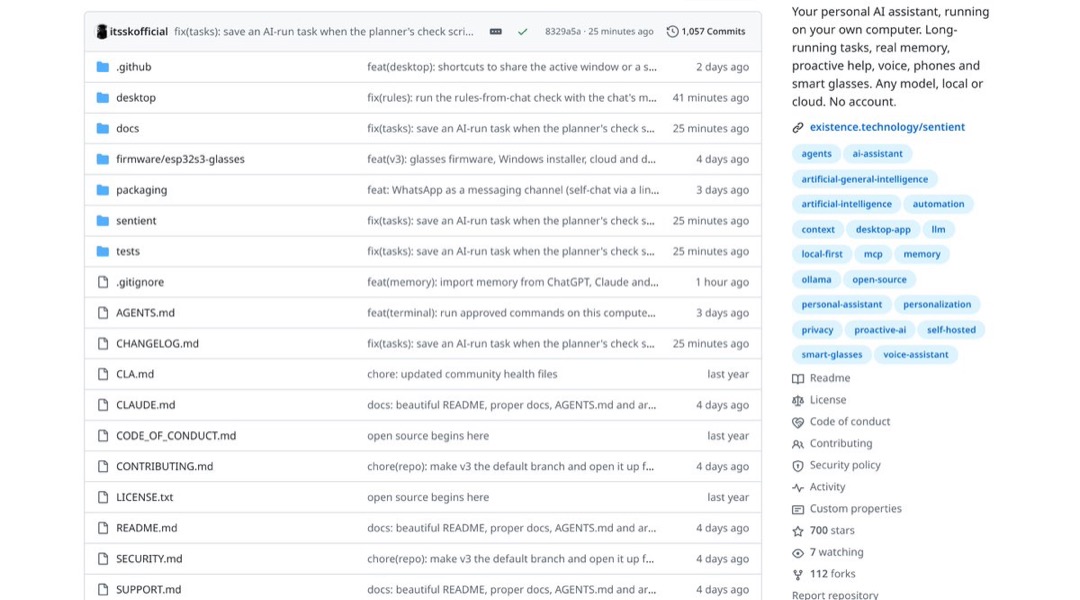 itsskofficial fix(tasks): save an AI-run task when the planner's check scri... 8329a5a · 25 minutes ago 1,057 Commits
.github feat(desktop): shortcuts to share the active window or a s... 2 days ago
desktop fix(rules): run the rules-from-chat check with the chat's m... 41 minutes ago
docs fix(tasks): save an AI-run task when the planner's check s... 25 minutes ago
firmware/esp32s3-glasses feat(v3): glasses firmware, Windows installer, cloud and d... 4 days ago
packaging feat: WhatsApp as a messaging channel (self-chat via a lin... 3 days ago
sentient fix(tasks): save an AI-run task when the planner's check s... 25 minutes ago
tests fix(tasks): save an AI-run task when the planner's check s... 25 minutes ago
.gitignore feat(memory): import memory from ChatGPT, Claude and... 1 hour ago
AGENTS.md feat(terminal): run approved commands on this compute... 3 days ago
CHANGELOG.md fix(tasks): save an AI-run task when the planner's check s... 25 minutes ago
CLA.md chore: updated community health files last year
CLAUDE.md docs: beautiful README, proper docs, AGENTS.md and ar... 4 days ago
CODE_OF_CONDUCT.md open source begins here last year
CONTRIBUTING.md chore(repo): make v3 the default branch and open it up f... 4 days ago
LICENSE.txt open source begins here last year
README.md docs: beautiful README, proper docs, AGENTS.md and ar... 4 days ago
SECURITY.md chore(repo): make v3 the default branch and open it up f... 4 days ago
SUPPORT.md docs: beautiful README, proper docs, AGENTS.md and ar... 4 days ago
Your personal AI assistant, running
on your own computer. Long-
running tasks, real memory,
proactive help, voice, phones and
smart glasses. Any model, local or
cloud. No account.
existence.technology/sentient
agents ai-assistant
artificial-general-intelligence
artificial-intelligence automation
context desktop-app llm
local-first mcp memory
ollama open-source
personal-assistant personalization
privacy proactive-ai self-hosted
smart-glasses voice-assistant
Readme
License
Code of conduct
Contributing
Security policy
Activity
Custom properties
700 stars
7 watching
112 forks
Report repository